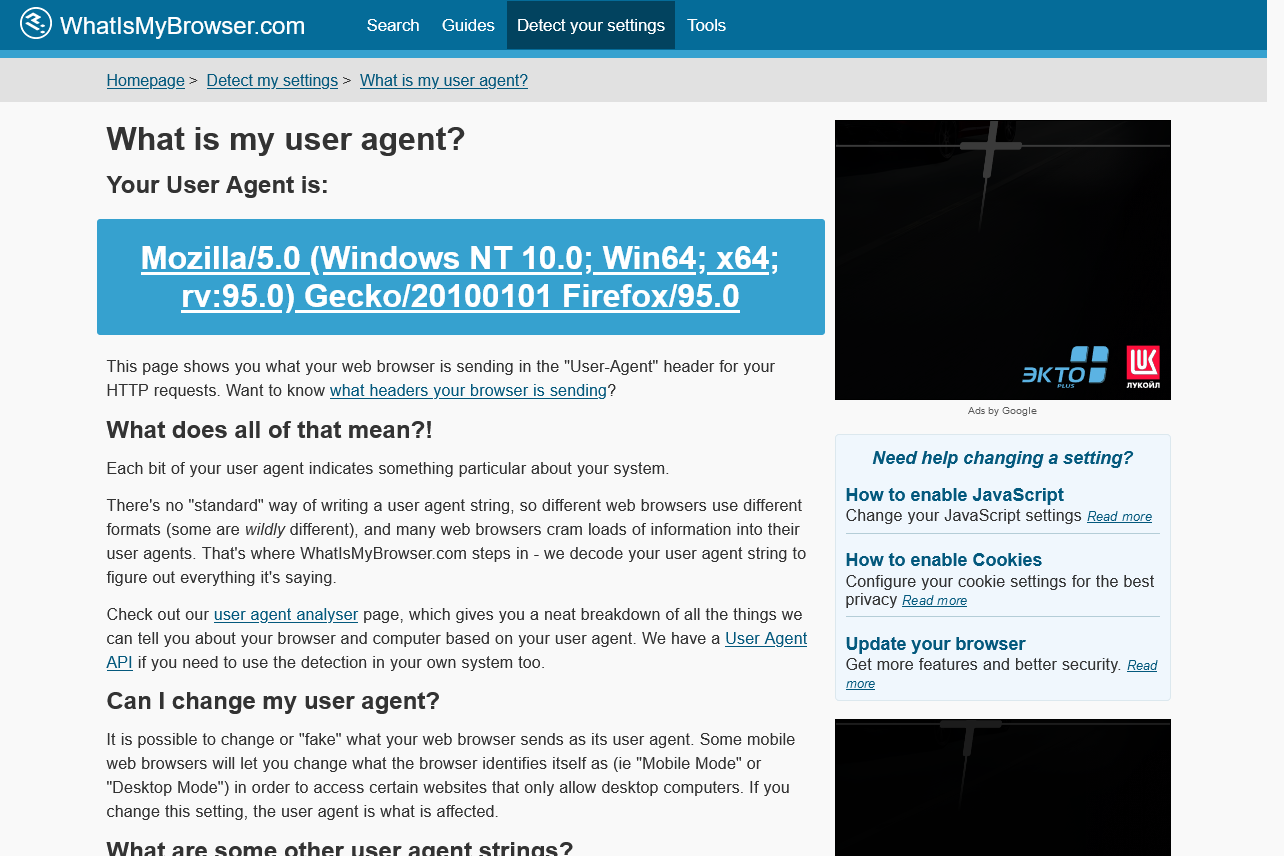 WhatIsMyBrowser.com
Search Guides Detect your settings Tools
Homepage > Detect my settings > What is my user agent?
What is my user agent?
Your User Agent is:
Mozilla/5.0 (Windows NT 10.0; Win64; x64;
rv:95.0) Gecko/20100101 Firefox/95.0
This page shows you what your web browser is sending in the "User-Agent" header for your
HTTP requests. Want to know what headers your browser is sending?
What does all of that mean?!
Each bit of your user agent indicates something particular about your system.
There's no "standard" way of writing a user agent string, so different web browsers use different
formats (some are wildly different), and many web browsers cram loads of information into their
user agents. That's where WhatIsMyBrowser.com steps in - we decode your user agent string to
figure out everything it's saying.
Check out our user agent analyser page, which gives you a neat breakdown of all the things we
can tell you about your browser and computer based on your user agent. We have a User Agent
API if you need to use the detection in your own system too.
Can I change my user agent?
It is possible to change or "fake" what your web browser sends as its user agent. Some mobile
web browsers will let you change what the browser identifies itself as (ie "Mobile Mode" or
"Desktop Mode") in order to access certain websites that only allow desktop computers. If you
change this setting, the user agent is what is affected.
What are some other user agent strings?
ЭКТО
PLUS
ЛУКОЙЛ
Ads by Google
Need help changing a setting?
How to enable JavaScript
Change your JavaScript settings Read more
How to enable Cookies
Configure your cookie settings for the best
privacy Read more
Update your browser
Get more features and better security. Read
more